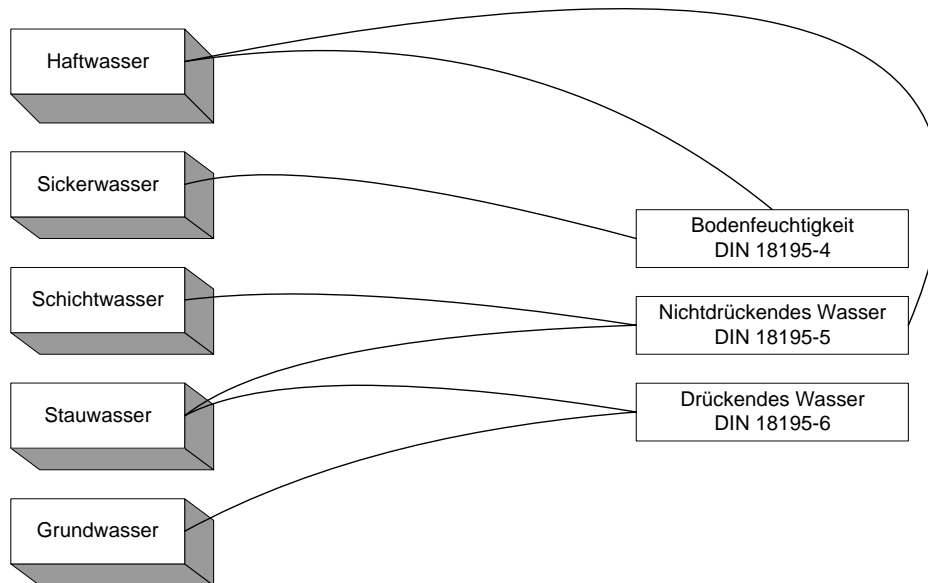 Haftwasser
Sickerwasser
Schichtwasser
Stauwasser
Grundwasser
Bodenfeuchtigkeit
DIN 18195-4
Nichtdrückendes Wasser
DIN 18195-5
Drückendes Wasser
DIN 18195-6